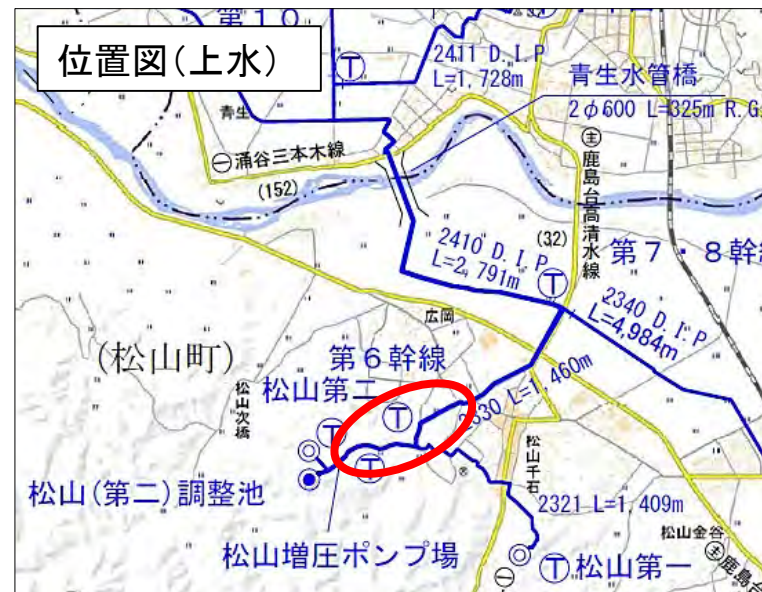 第10
位置図(上水)
2411 D.I.P
L=1,728m
青生水管橋
2φ600 L=325m R.G.
青生
一涌谷三本木線
(152)
主鹿島台高清水線
(32)
2410 D.I.P
L=2,791m
第7・8幹線
2340 D.I.P
L=4,984m
広岡
(松山町)
第6幹線
松山第二
2330 L=1,460m
松山次橋
松山千石
松山(第二)調整池
2321 L=1,409m
松山増圧ポンプ場
松山金谷
松山第一
主鹿島台
T
T
T
T
T
T